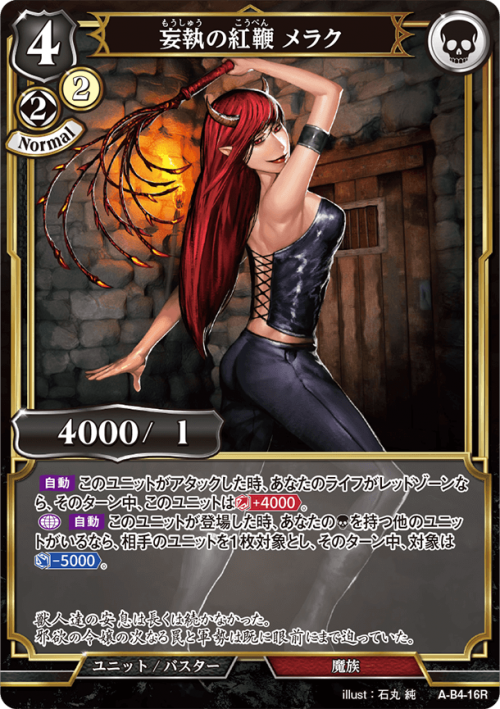 4
もうしゅう こうべん
妄執の紅鞭 メラク
2
2
Normal
4000/ 1
自動 このユニットがアタックした時、あなたのライフがレッドゾーンな
ら、そのターン中、このユニットは +4000 。
自動 このユニットが登場した時、あなたの を持つ他のユニッ
トがいるなら、相手のユニットを1枚対象とし、そのターン中、対象は
-5000 。
獣人達の安息は長くは続かなかった。
邪欲の令嬢の次なる罠と軍勢は既に眼前にまで迫っていた。
ユニット / バスター 魔族
illust : 石丸 純 A-B4-16R